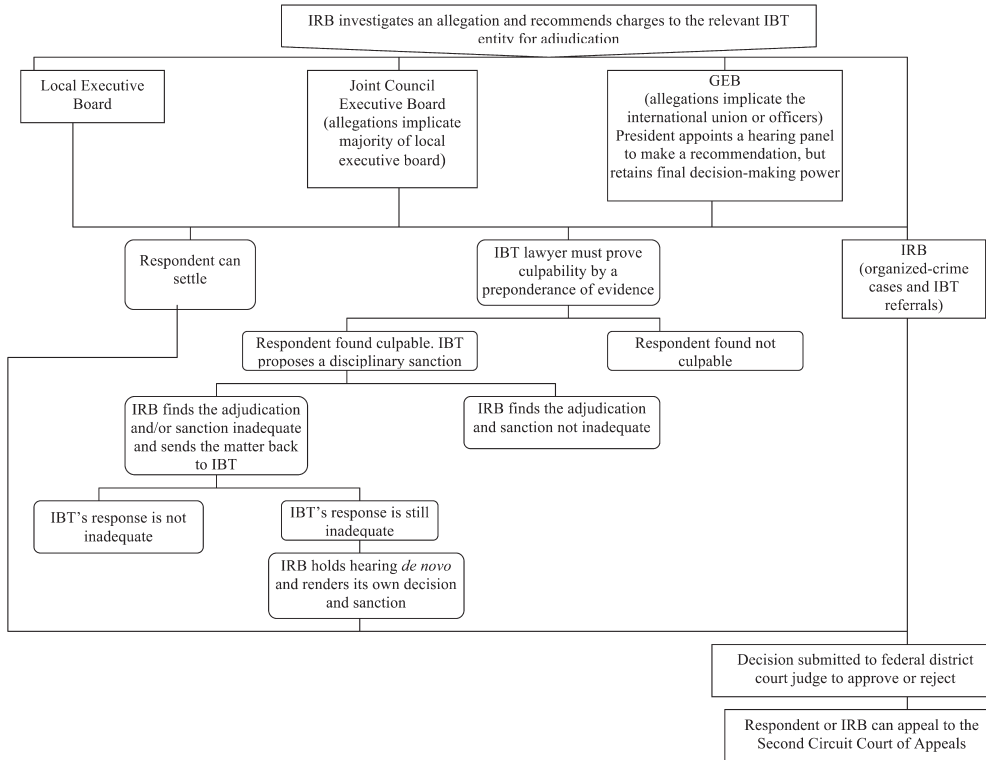 IRB investigates an allegation and recommends charges to the relevant IBT
entity for adjudication
Local Executive
Board
Joint Council
Executive Board
(allegations implicate
majority of local
executive board)
GEB
(allegations implicate the
international union or officers)
President appoints a hearing panel
to make a recommendation, but
retains final decision-making power
Respondent can
settle
IBT lawyer must prove
culpability by a
preponderance of evidence
IRB
(organized-crime
cases and IBT
referrals)
Respondent found culpable. IBT
proposes a disciplinary sanction
Respondent found not
culpable
IRB finds the adjudication
and/or sanction inadequate
and sends the matter back
to IBT
IRB finds the adjudication
and sanction not inadequate
IBT’s response is not
inadequate
IBT’s response is still
inadequate
IRB holds hearing de novo
and renders its own decision
and sanction
Decision submitted to federal district
court judge to approve or reject
Respondent or IRB can appeal to the
Second Circuit Court of Appeals